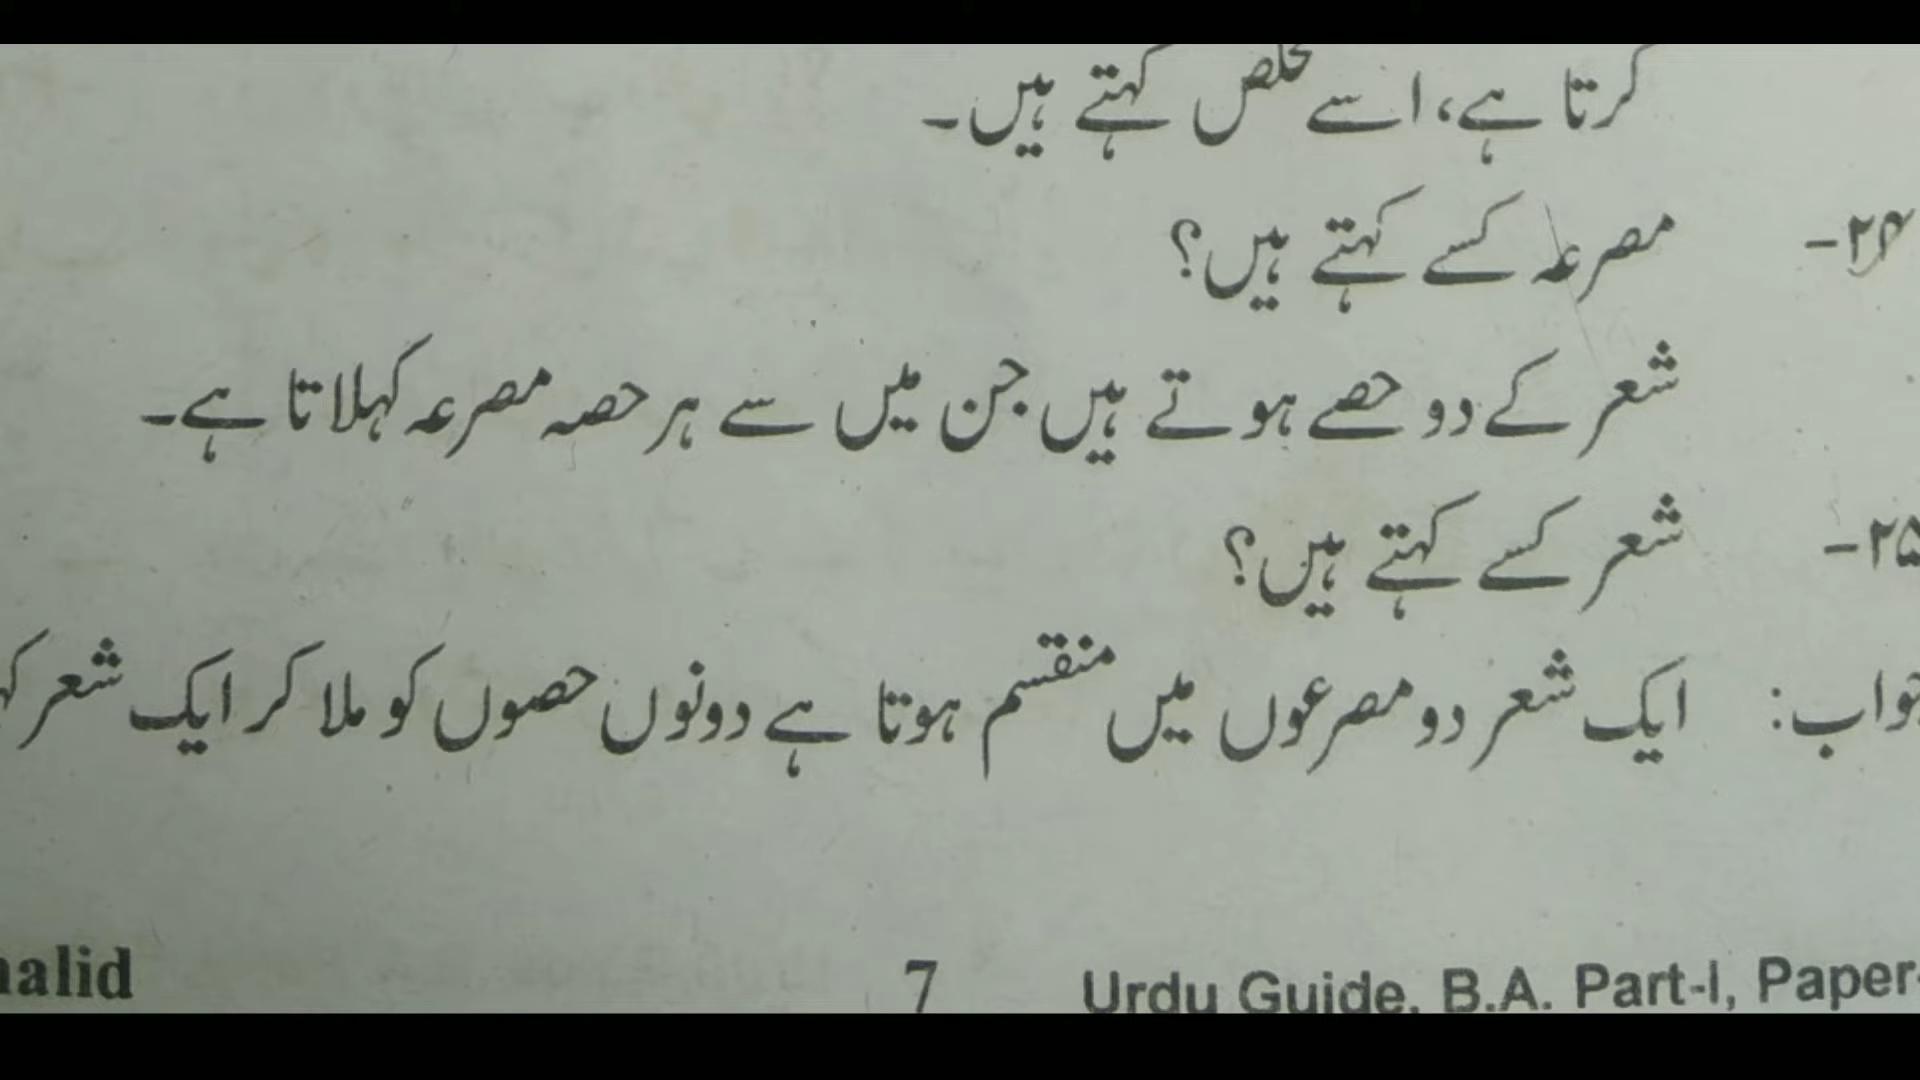 کرتا ہے، اسے تخلص کہتے ہیں۔
۲۴- مصرعہ کسے کہتے ہیں؟
شعر کے دو حصے ہوتے ہیں جن میں سے ہر حصہ مصرعہ کہلاتا ہے۔
۲۵- شعر کسے کہتے ہیں؟
جواب: ایک شعر دو مصرعوں میں منقسم ہوتا ہے دونوں حصوں کو ملا کر ایک شعر
halid 7 Urdu Guide, B.A. Part-I, Paper-